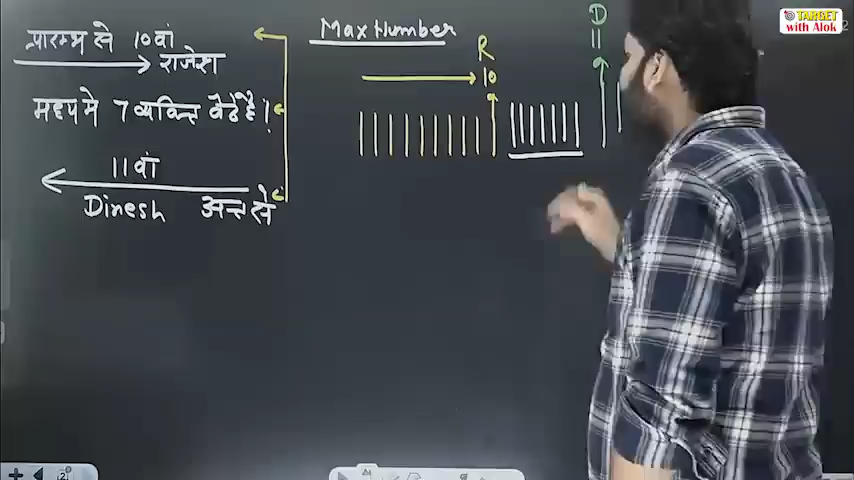 प्रारम्भ से 10वां
राजेश
मध्य मे 7 व्यक्ति बैठे है!
11वां
Dinesh अन्त से
Max Number
R
10
D
11
TARGET
with Alok